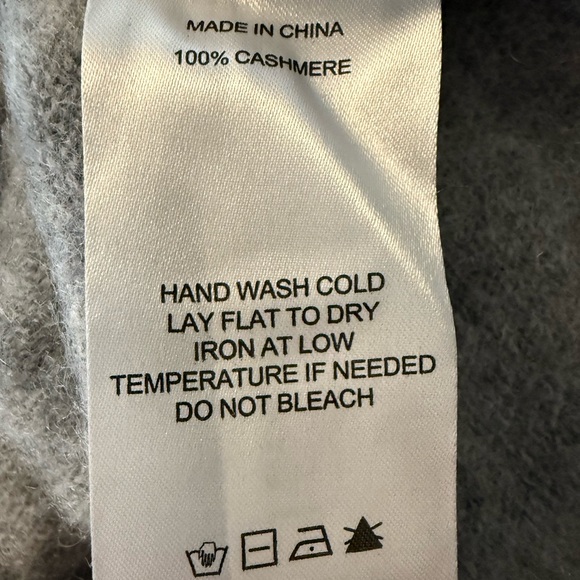 MADE IN CHINA
100% CASHMERE
HAND WASH COLD
LAY FLAT TO DRY
IRON AT LOW
TEMPERATURE IF NEEDED
DO NOT BLEACH